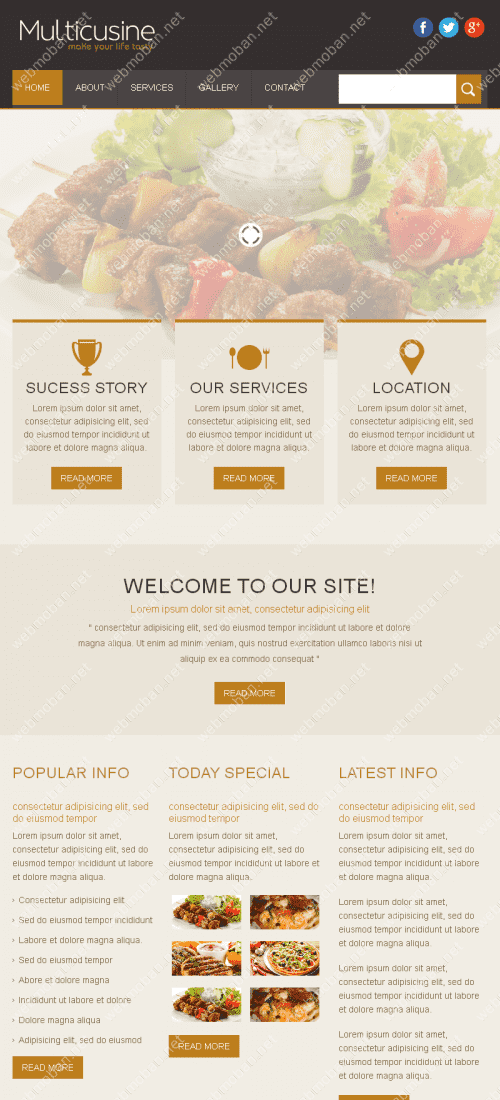 Multicusine
make your life tasty
HOME
ABOUT
SERVICES
GALLERY
CONTACT
SUCESS STORY
Lorem ipsum dolor sit amet,
consectetur adipisicing elit, sed
do eiusmod tempor incididunt ut
labore et dolore magna aliqua.
READ MORE
OUR SERVICES
Lorem ipsum dolor sit amet,
consectetur adipisicing elit, sed
do eiusmod tempor incididunt ut
labore et dolore magna aliqua.
READ MORE
LOCATION
Lorem ipsum dolor sit amet,
consectetur adipisicing elit, sed
do eiusmod tempor incididunt ut
labore et dolore magna aliqua.
READ MORE
WELCOME TO OUR SITE!
Lorem ipsum dolor sit amet, consectetur adipisicing elit
" consectetur adipisicing elit, sed do eiusmod tempor incididunt ut labore et dolore
magna aliqua. Ut enim ad minim veniam, quis nostrud exercitation ullamco laboris nisi ut
aliquip ex ea commodo consequat "
READ MORE
POPULAR INFO
consectetur adipisicing elit, sed
do eiusmod tempor
Lorem ipsum dolor sit amet,
consectetur adipisicing elit, sed do
eiusmod tempor incididunt ut labore
et dolore magna aliqua.
Consectetur adipisicing elit
Sed do eiusmod tempor incididunt
Labore et dolore magna aliqua.
Sed do eiusmod tempor
Abore et dolore magna
Incididunt ut labore et dolore
Dolore magna aliqua
Adipisicing elit, sed do eiusmod
READ MORE
TODAY SPECIAL
consectetur adipisicing elit, sed do
eiusmod tempor
Lorem ipsum dolor sit amet,
consectetur adipisicing elit, sed do
eiusmod tempor incididunt ut labore et
dolore magna aliqua.
READ MORE
LATEST INFO
consectetur adipisicing elit, sed
do eiusmod tempor
Lorem ipsum dolor sit amet,
consectetur adipisicing elit, sed do
eiusmod tempor incididunt ut labore
et dolore magna aliqua.
Lorem ipsum dolor sit amet,
consectetur adipisicing elit, sed do
eiusmod tempor incididunt ut labore
et dolore magna aliqua.
Lorem ipsum dolor sit amet,
consectetur adipisicing elit, sed do
eiusmod tempor incididunt ut labore
et dolore magna aliqua.
Lorem ipsum dolor sit amet,
consectetur adipisicing elit, sed do
eiusmod tempor incididunt ut labore
et dolore magna aliqua.
webmoban.net